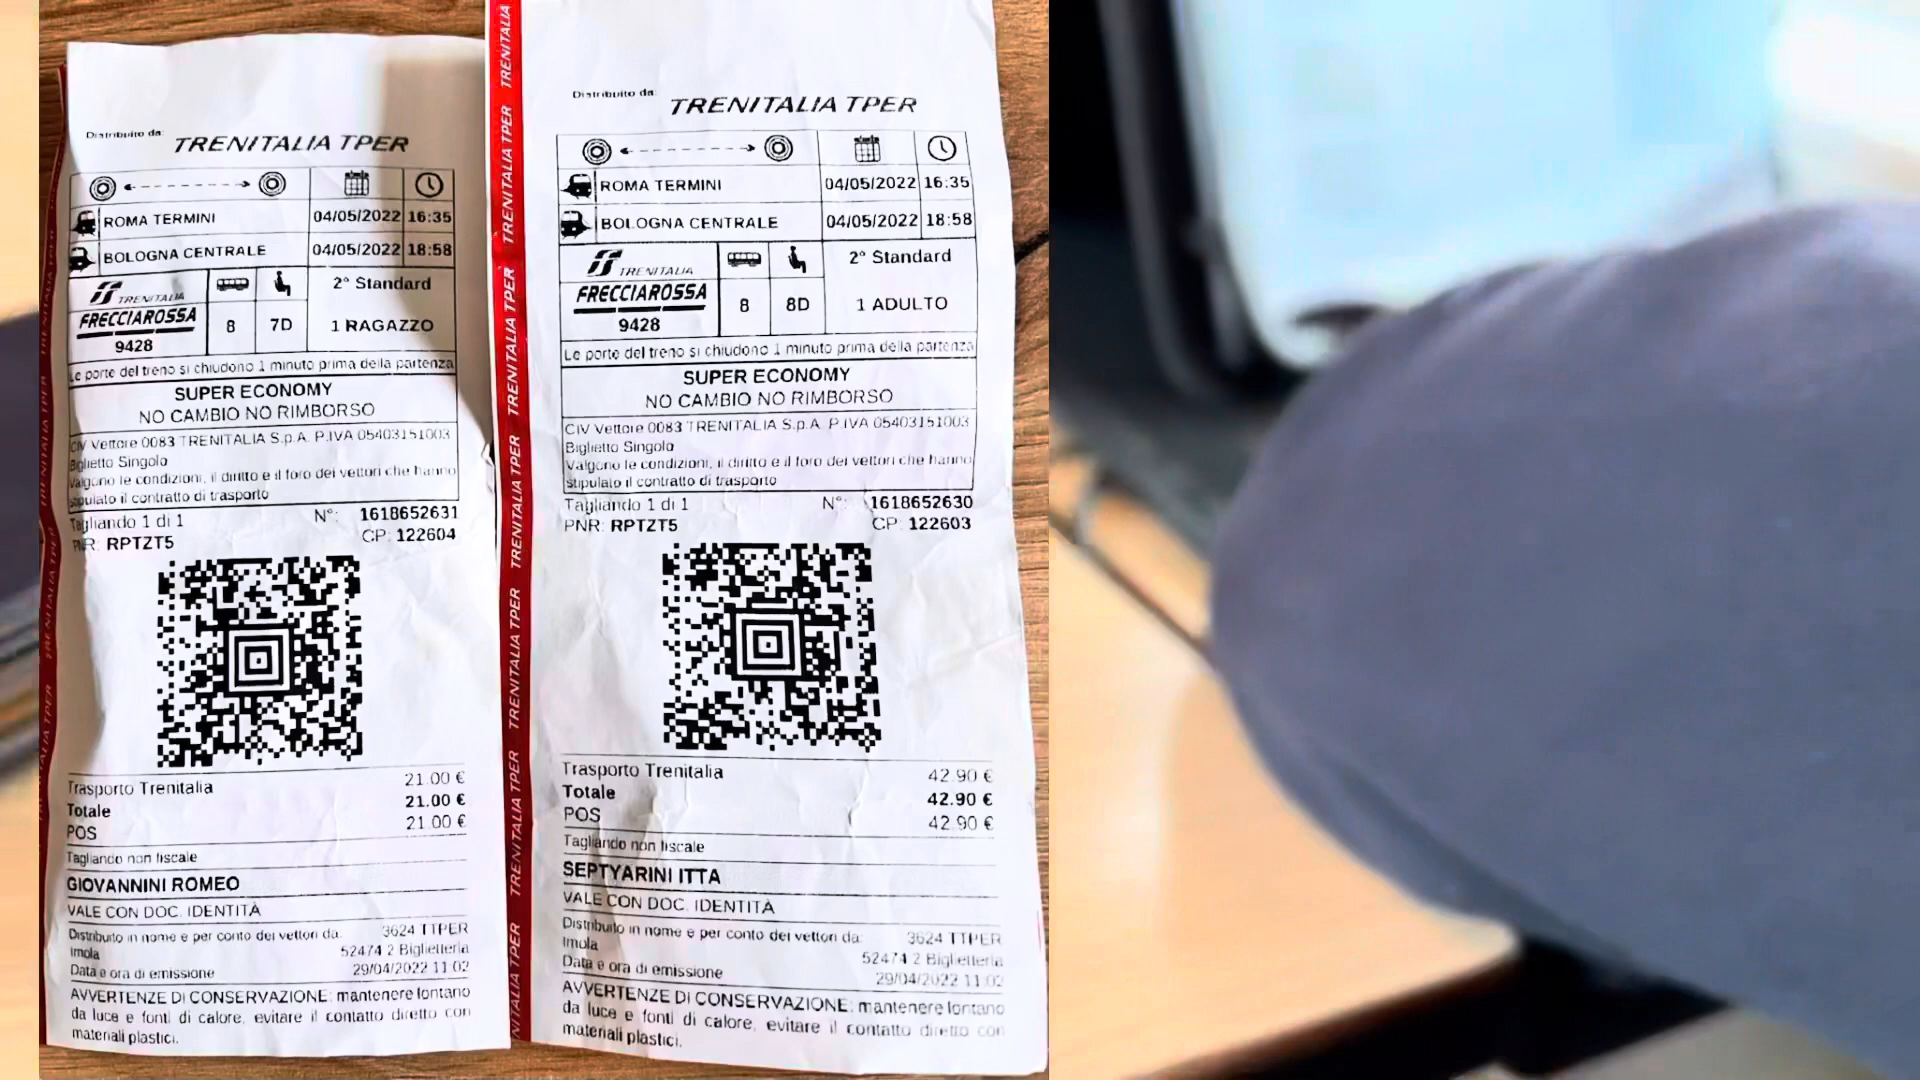 Distribuito da: TRENITALIA TPER
ROMA TERMINI 04/05/2022 16:35
BOLOGNA CENTRALE 04/05/2022 18:58
TRENITALIA 2° Standard
FRECCIAROSSA 8 7D 1 RAGAZZO
9428
Le porte del treno si chiudono 1 minuto prima della partenza
SUPER ECONOMY
NO CAMBIO NO RIMBORSO
CIV Vettore 0083 TRENITALIA S.p.A. P.IVA 05403151003
Biglietto Singolo
Valgono le condizioni, il diritto e il foro dei vettori che hanno
stipulato il contratto di trasporto
Tagliando 1 di 1 N°: 1618652631
PNR: RPTZT5 CP: 122604
Trasporto Trenitalia 21.00 €
Totale 21.00 €
POS 21.00 €
Tagliando non fiscale
GIOVANNINI ROMEO
VALE CON DOC. IDENTITÀ
Distribuito in nome e per conto dei vettori da: 3624 TTPER
Imola 52474 2 Biglietteria
Data e ora di emissione 29/04/2022 11:02
AVVERTENZE DI CONSERVAZIONE: mantenere lontano
da luce e fonti di calore, evitare il contatto diretto con
materiali plastici.
TRENITALIA TPER TRENITALIA TPER TRENITALIA TPER TRENITALIA TPER TRENITALIA TPER TRENITALIA
Distribuito da: TRENITALIA TPER
ROMA TERMINI 04/05/2022 16:35
BOLOGNA CENTRALE 04/05/2022 18:58
TRENITALIA 2° Standard
FRECCIAROSSA 8 8D 1 ADULTO
9428
Le porte del treno si chiudono 1 minuto prima della partenza
SUPER ECONOMY
NO CAMBIO NO RIMBORSO
CIV Vettore 0083 TRENITALIA S.p.A. P.IVA 05403151003
Biglietto Singolo
Valgono le condizioni, il diritto e il foro dei vettori che hanno
stipulato il contratto di trasporto
Tagliando 1 di 1 N°: 1618652630
PNR: RPTZT5 CP: 122603
Trasporto Trenitalia 42.90 €
Totale 42.90 €
POS 42.90 €
Tagliando non fiscale
SEPTYARINI ITTA
VALE CON DOC. IDENTITÀ
Distribuito in nome e per conto dei vettori da: 3624 TTPER
Imola 52474 2 Biglietteria
Data e ora di emissione 29/04/2022 11:02
AVVERTENZE DI CONSERVAZIONE: mantenere lontano
da luce e fonti di calore, evitare il contatto diretto con
materiali plastici.